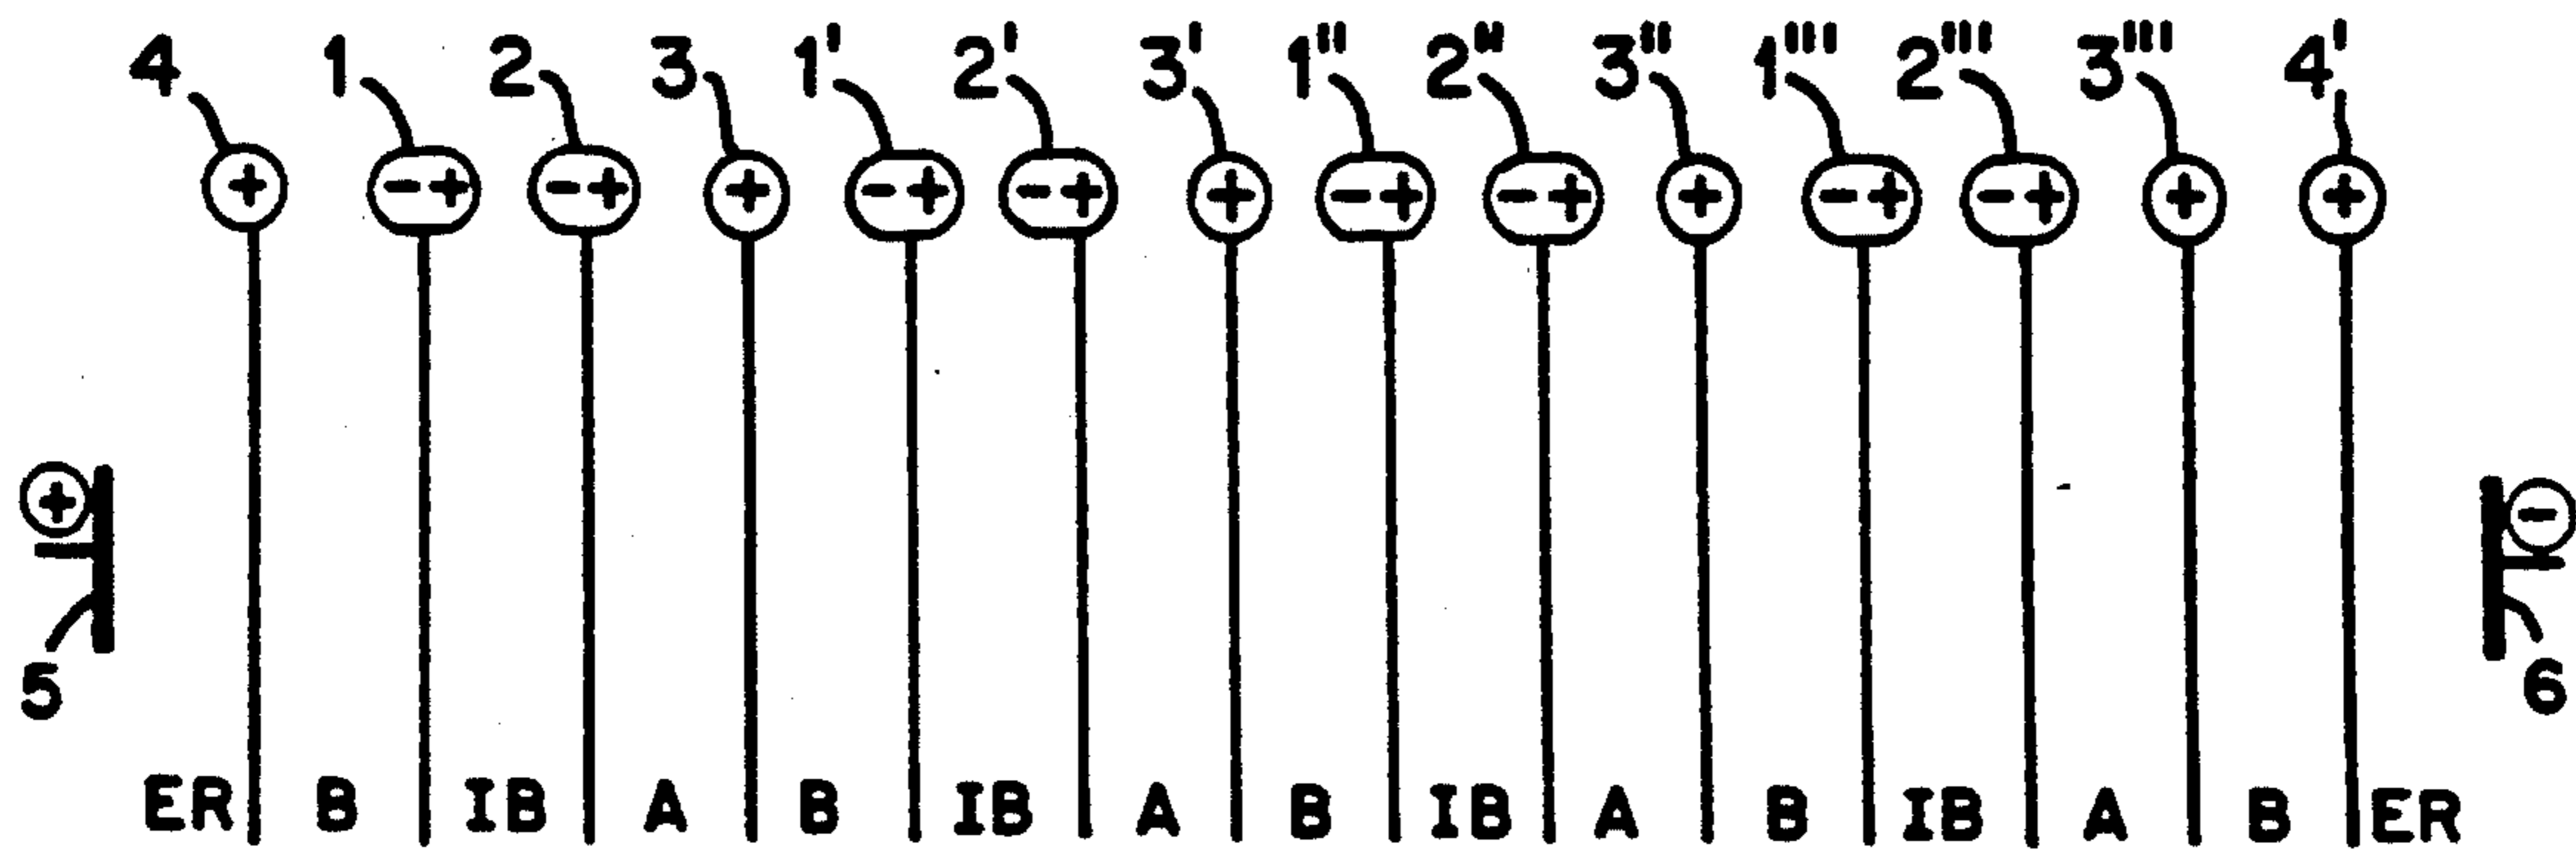 4 1 2 3 1' 2' 3' 1" 2" 3" 1''' 2''' 3''' 4'
+ -+ -+ + -+ -+ + -+ -+ + -+ -+ + +
+ -
5 6
ER B IB A B IB A B IB A B IB A B ER